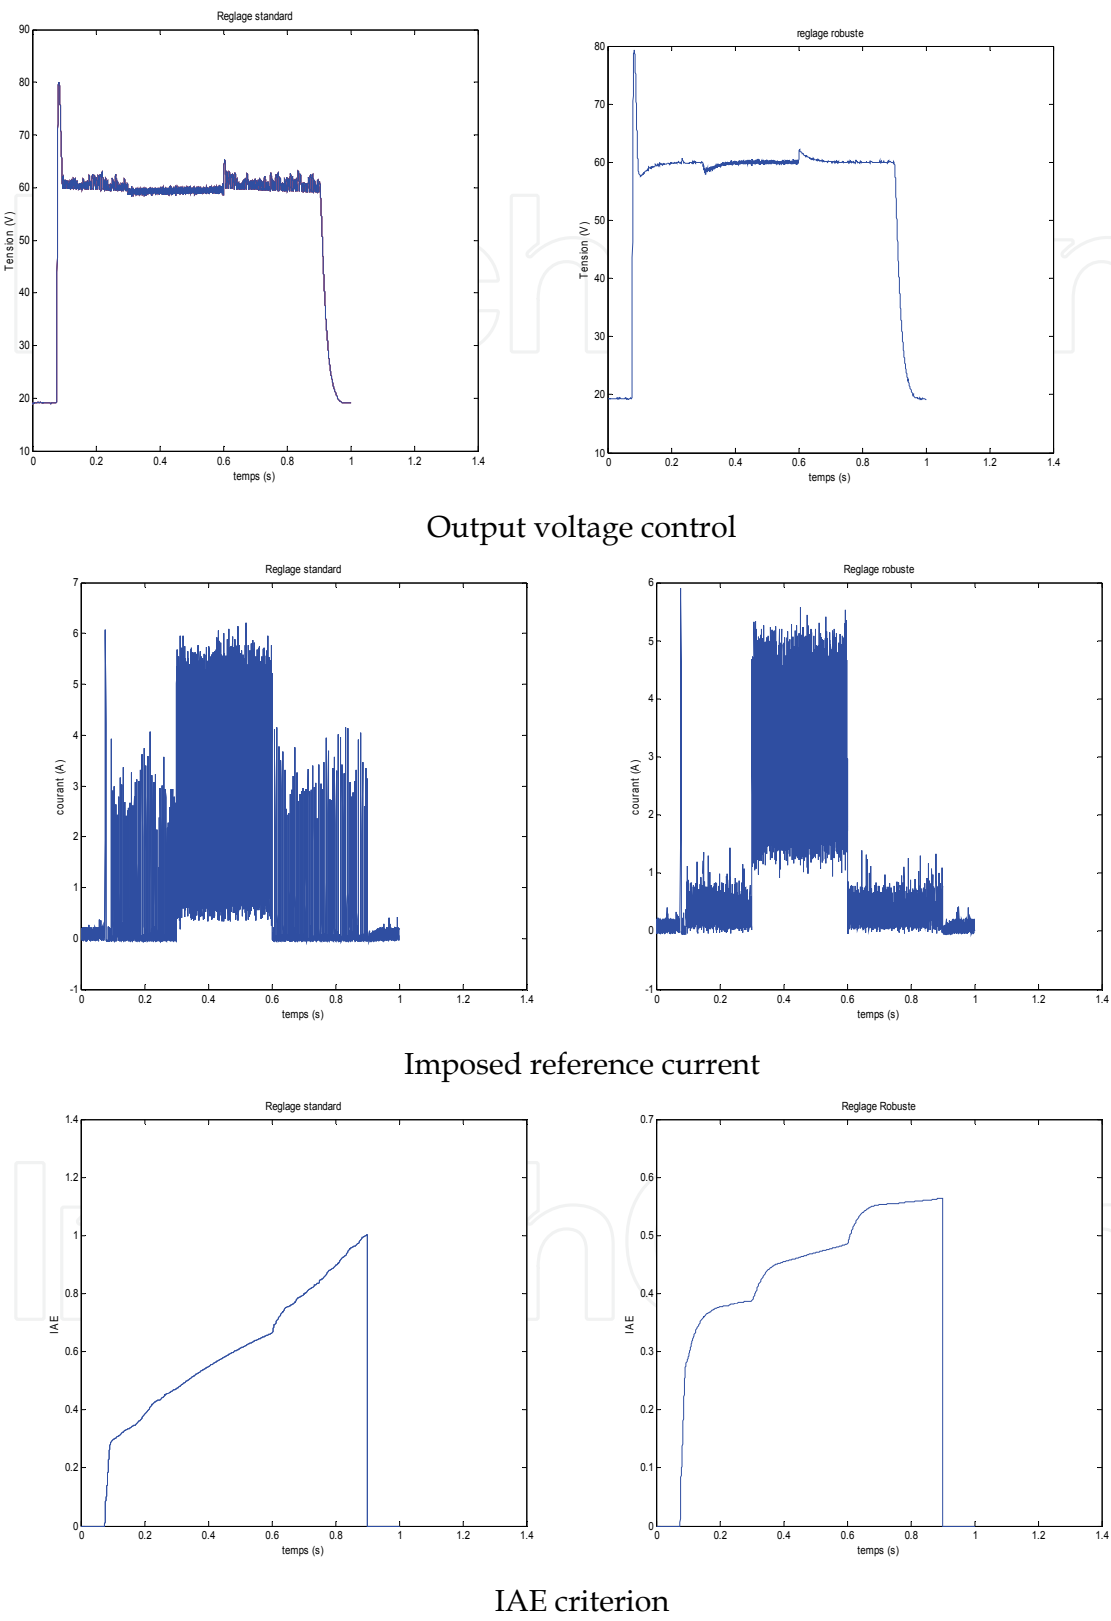 Reglage standard
90
80
70
60
50
40
30
20
10
Tension (V)
0 0.2 0.4 0.6 0.8 1 1.2 1.4
temps (s)
reglage robuste
80
70
60
50
40
30
20
10
Tension (V)
0 0.2 0.4 0.6 0.8 1 1.2 1.4
temps (s)
Output voltage control
Reglage standard
7
6
5
4
3
2
1
0
-1
courant (A)
0 0.2 0.4 0.6 0.8 1 1.2 1.4
temps (s)
Reglage robuste
6
5
4
3
2
1
0
-1
courant (A)
0 0.2 0.4 0.6 0.8 1 1.2 1.4
temps (s)
Imposed reference current
Reglage standard
1.4
1.2
1
0.8
0.6
0.4
0.2
0
IAE
0 0.2 0.4 0.6 0.8 1 1.2 1.4
temps (s)
Reglage Robuste
0.7
0.6
0.5
0.4
0.3
0.2
0.1
0
IAE
0 0.2 0.4 0.6 0.8 1 1.2 1.4
temps (s)
IAE criterion